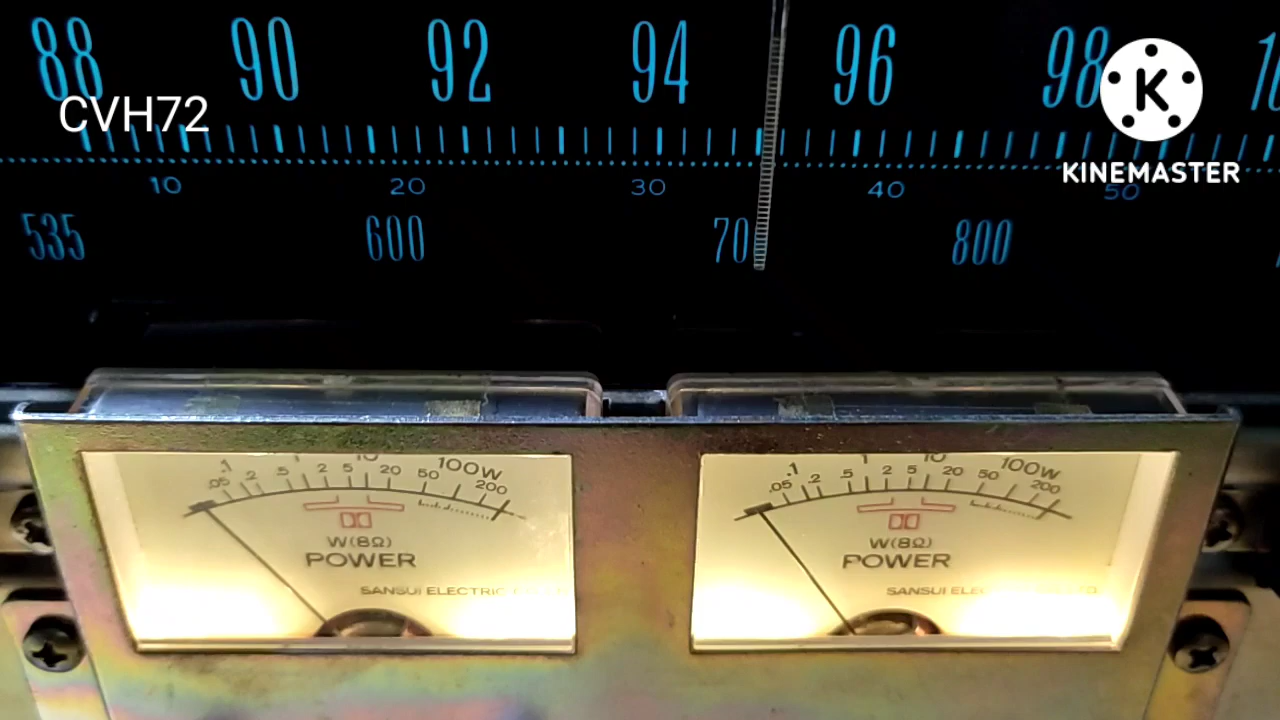 88 90 92 94 96 98
CVH72
KINEMASTER
10 20 30 40 50
535 600 70 800
.05 .1 .2 .5 1 2 5 10 20 50 100W 200
W(8Ω)
POWER
SANSUI ELECTRIC
.05 .1 .2 .5 1 2 5 10 20 50 100W 200
W(8Ω)
POWER
SANSUI